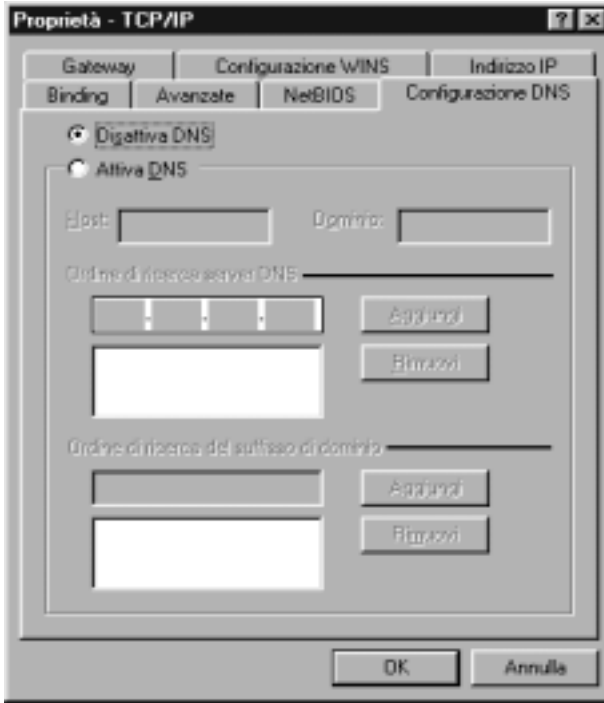 Proprietà - TCP/IP
Gateway Configurazione WINS Indirizzo IP
Binding Avanzate NetBIOS Configurazione DNS
Disattiva DNS
Attiva DNS
Host: Dominio:
Ordine di ricerca server DNS
Aggiungi
Rimuovi
Ordine di ricerca del suffisso di dominio
Aggiungi
Rimuovi
OK Annulla